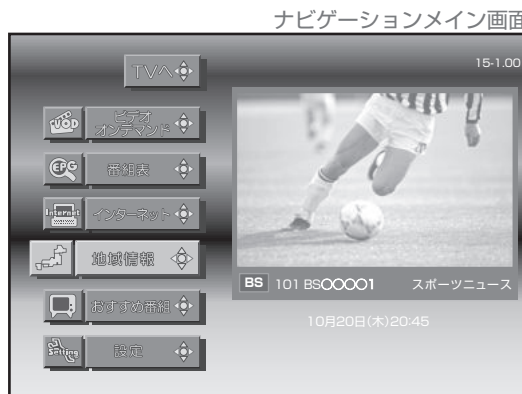 ナビゲーションメイン画面
15-1.00
TVへ
VOD
ビデオ
オンデマンド
EPG
番組表
Internet
インターネット
地域情報
おすすめ番組
Setting
設定
BS 101 BS〇〇〇〇1 スポーツニュース
10月20日(木)20:45